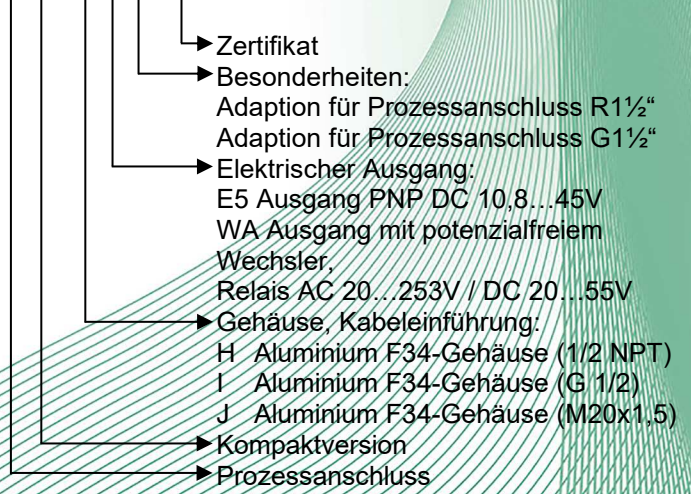 Zertifikat
Besonderheiten:
Adaption für Prozessanschluss R1½“
Adaption für Prozessanschluss G1½“
Elektrischer Ausgang:
E5 Ausgang PNP DC 10,8…45V
WA Ausgang mit potenzialfreiem
Wechsler,
Relais AC 20…253V / DC 20…55V
Gehäuse, Kabeleinführung:
H Aluminium F34-Gehäuse (1/2 NPT)
I Aluminium F34-Gehäuse (G 1/2)
J Aluminium F34-Gehäuse (M20x1,5)
Kompaktversion
Prozessanschluss